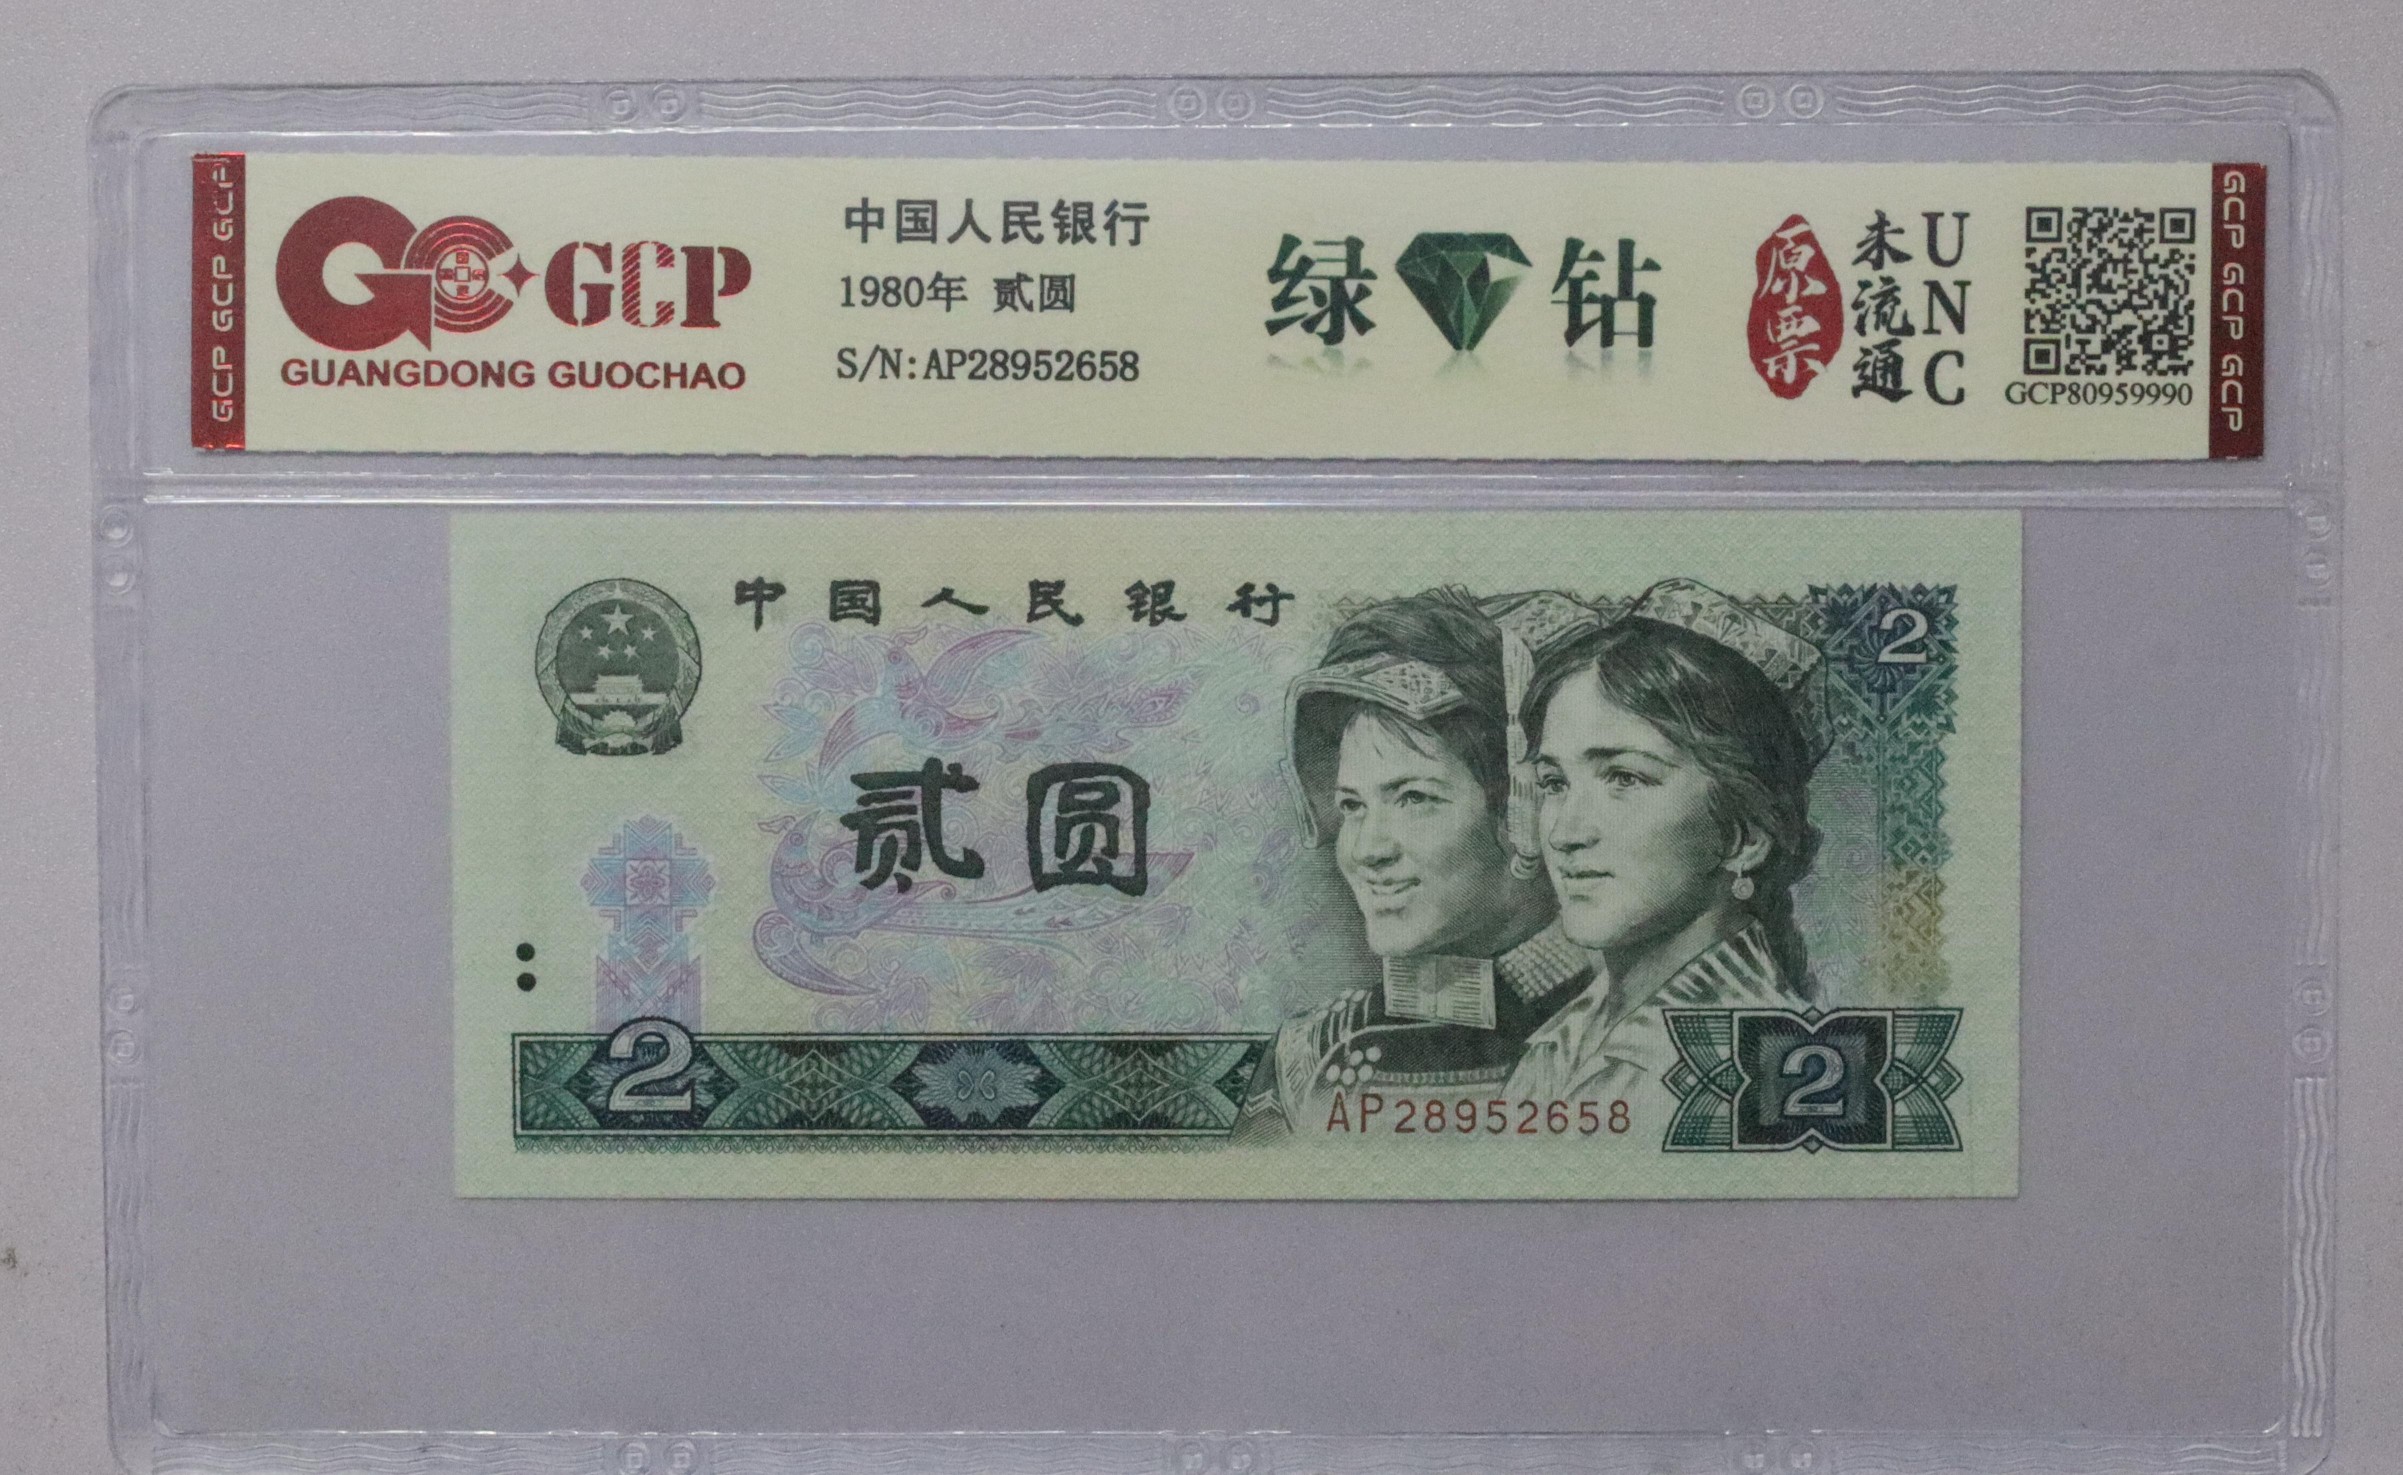 GCP GCP GCP
GCP
GUANGDONG GUOCHAO
中国人民银行
1980年 贰圆
S/N:AP28952658
绿钻
原票
未流通
UNC
GCP80959990
GCP GCP GCP
中国人民银行
2
贰圆
2
AP28952658
2